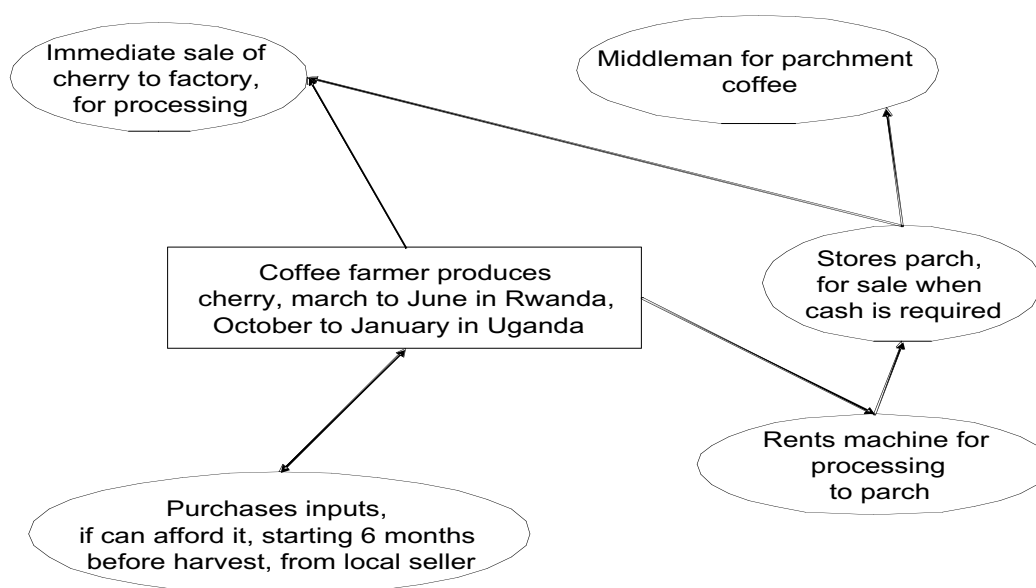 Immediate sale of
cherry to factory,
for processing
Middleman for parchment
coffee
Coffee farmer produces
cherry, march to June in Rwanda,
October to January in Uganda
Stores parch,
for sale when
cash is required
Rents machine for
processing
to parch
Purchases inputs,
if can afford it, starting 6 months
before harvest, from local seller